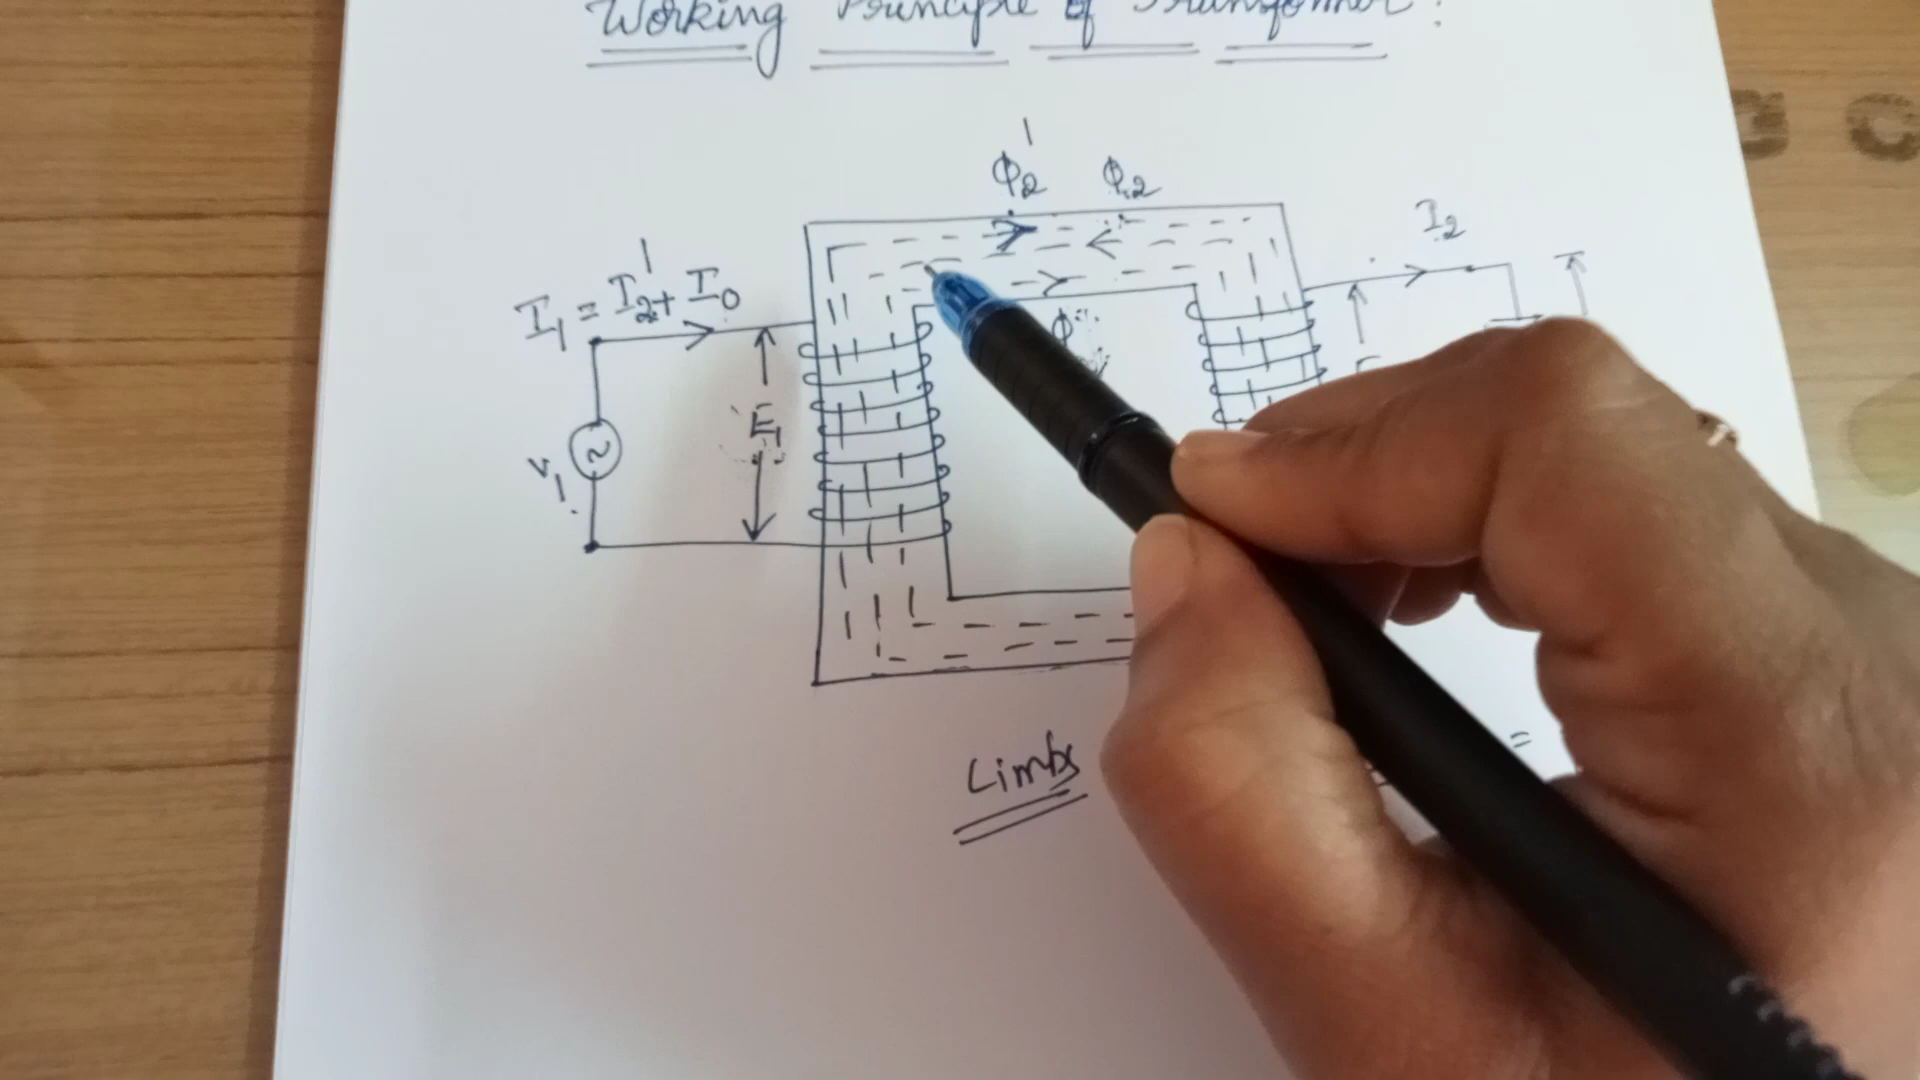 Working Principle of Transformer :
Φ2' Φ2
I2
I1 = I2' + I0
Φ
E1
V1
Limbs
=